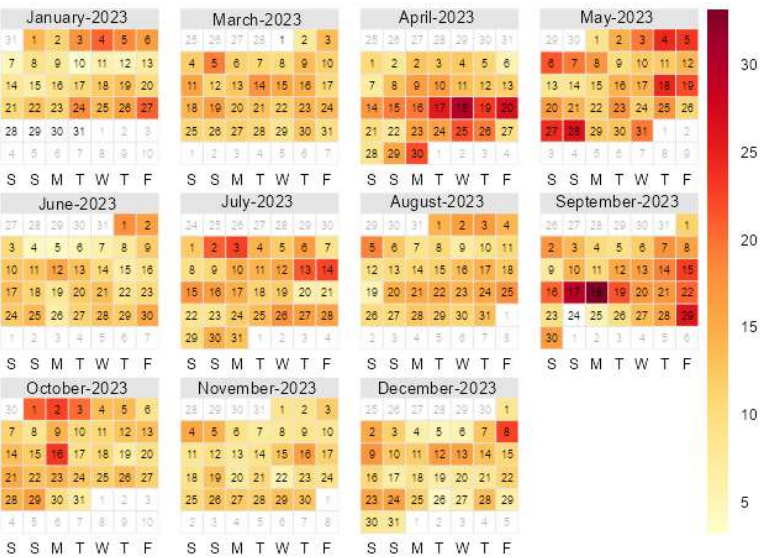 January-2023
31 1 2 3 4 5 6
7 8 9 10 11 12 13
14 15 16 17 18 19 20
21 22 23 24 25 26 27
28 29 30 31 1 2 3
4 5 6 7 8 9 10
S S M T W T F
March-2023
25 26 27 28 1 2 3
4 5 6 7 8 9 10
11 12 13 14 15 16 17
18 19 20 21 22 23 24
25 26 27 28 29 30 31
1 2 3 4 5 6 7
S S M T W T F
April-2023
25 26 27 28 29 30 31
1 2 3 4 5 6
7 8 9 10 11 12 13
14 15 16 17 18 19 20
21 22 23 24 25 26 27
28 29 30 1 2 3 4
S S M T W T F
May-2023
29 30 1 2 3 4 5
6 7 8 9 10 11 12
13 14 15 16 17 18 19
20 21 22 23 24 25 26
27 28 29 30 31 1 2
3 4 5 6 7 8 9
S S M T W T F
June-2023
27 28 29 30 31 1 2
3 4 5 6 7 8 9
10 11 12 13 14 15 16
17 18 19 20 21 22 23
24 25 26 27 28 29 30
1 2 3 4 5 6 7
S S M T W T F
July-2023
24 25 26 27 28 29 30
1 2 3 4 5 6 7
8 9 10 11 12 13 14
15 16 17 18 19 20 21
22 23 24 25 26 27 28
29 30 31 1 2 3 4
S S M T W T F
August-2023
29 30 31 1 2 3 4
5 6 7 8 9 10 11
12 13 14 15 16 17 18
19 20 21 22 23 24 25
26 27 28 29 30 31 1
2 3 4 5 6 7 8
S S M T W T F
September-2023
26 27 28 29 30 31 1
2 3 4 5 6 7 8
9 10 11 12 13 14 15
16 17 18 19 20 21 22
23 24 25 26 27 28 29
30 1 2 3 4 5 6
S S M T W T F
October-2023
30 1 2 3 4 5 6
7 8 9 10 11 12 13
14 15 16 17 18 19 20
21 22 23 24 25 26 27
28 29 30 31 1 2 3
4 5 6 7 8 9 10
S S M T W T F
November-2023
28 29 30 31 1 2 3
4 5 6 7 8 9 10
11 12 13 14 15 16 17
18 19 20 21 22 23 24
25 26 27 28 29 30 1
2 3 4 5 6 7 8
S S M T W T F
December-2023
25 26 27 28 29 30 1
2 3 4 5 6 7 8
9 10 11 12 13 14 15
16 17 18 19 20 21 22
23 24 25 26 27 28 29
30 31 1 2 3 4 5
S S M T W T F
30
25
20
15
10
5